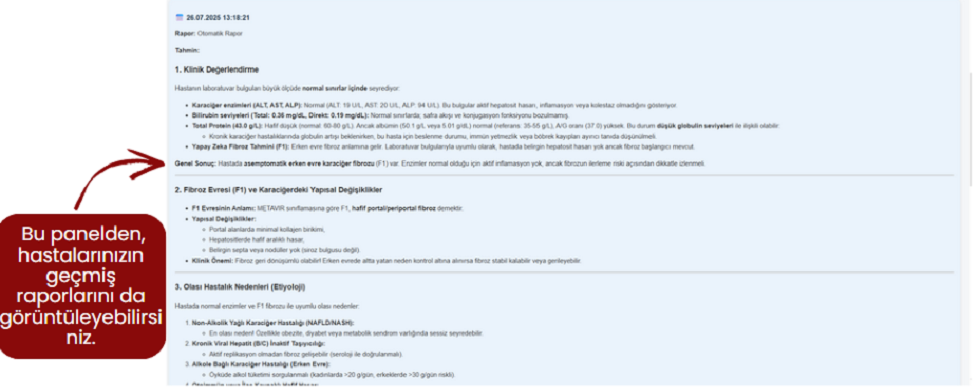 26.07.2025 13:18:21
Rapor: Otomatik Rapor
Tahmin:
1. Klinik Değerlendirme
Hastanın laboratuvar bulguları büyük ölçüde normal sınırlar içinde seyrediyor:
• Karaciğer enzimleri (ALT, AST, ALP): Normal (ALT: 19 U/L, AST: 20 U/L, ALP: 94 U/L). Bu bulgular aktif hepatosit hasarı, inflamasyon veya kolestaz olmadığını gösteriyor.
• Bilirubin seviyeleri (Total: 0.36 mg/dL, Direkt: 0.19 mg/dL): Normal sınırlarda; safra akışı ve konjugasyon fonksiyonu bozulmamış.
• Total Protein (43.0 g/L): Hafif düşük (normal: 60-80 g/L). Ancak albümin (50.1 g/L veya 5.01 g/dL) normal (referans: 35-55 g/L), A/G oranı (37.0) yüksek. Bu durum düşük globulin seviyeleri ile ilişkili olabilir:
Kronik karaciğer hastalıklarında globulin artışı beklenirken, bu hasta için beslenme durumu, immün yetmezlik veya böbrek kayıpları ayırıcı tanıda düşünülmeli.
• Yapay Zeka Fibroz Tahmini (F1): Erken evre fibroz anlamına gelir. Laboratuvar bulgularıyla uyumlu olarak, hastada belirgin hepatosit hasarı yok ancak fibroz başlangıcı mevcut.
Genel Sonuç: Hastada asemptomatik erken evre karaciğer fibrozu (F1) var. Enzimler normal olduğu için aktif inflamasyon yok, ancak fibrozun ilerleme riski açısından dikkatle izlenmeli.
2. Fibroz Evresi (F1) ve Karaciğerdeki Yapısal Değişiklikler
• F1 Evresinin Anlamı: METAVIR sınıflamasına göre F1, hafif portal/periportal fibroz demektir.
• Yapısal Değişiklikler:
Portal alanlarda minimal kollajen birikimi,
Hepatositlerde hafif aralıklı hasar,
Belirgin septa veya nodüler yok (siroz bulgusu değil).
• Klinik Önemi: Fibroz geri dönüşümlü olabilir! Erken evrede altta yatan neden kontrol altına alınırsa fibroz stabil kalabilir veya gerileyebilir.
3. Olası Hastalık Nedenleri (Etiyoloji)
Hastada normal enzimler ve F1 fibrozu ile uyumlu olası nedenler:
1. Non-Alkolik Yağlı Karaciğer Hastalığı (NAFLD/NASH):
En olası neden! Özellikle obezite, diyabet veya metabolik sendrom varlığında sessiz seyredebilir.
2. Kronik Viral Hepatit (B/C) İnaktif Taşıyıcılığı:
Aktif replikasyon olmadan fibroz gelişebilir (seroloji ile doğrulanmalı).
3. Alkole Bağlı Karaciğer Hastalığı (Erken Evre):
Öyküde alkol tüketimi sorgulanmalı (kadınlarda >20 g/gün, erkeklerde >30 g/gün riskli).
Bu panelden,
hastalarınızın
geçmiş
raporlarını da
görüntüleyebilirsi
niz.